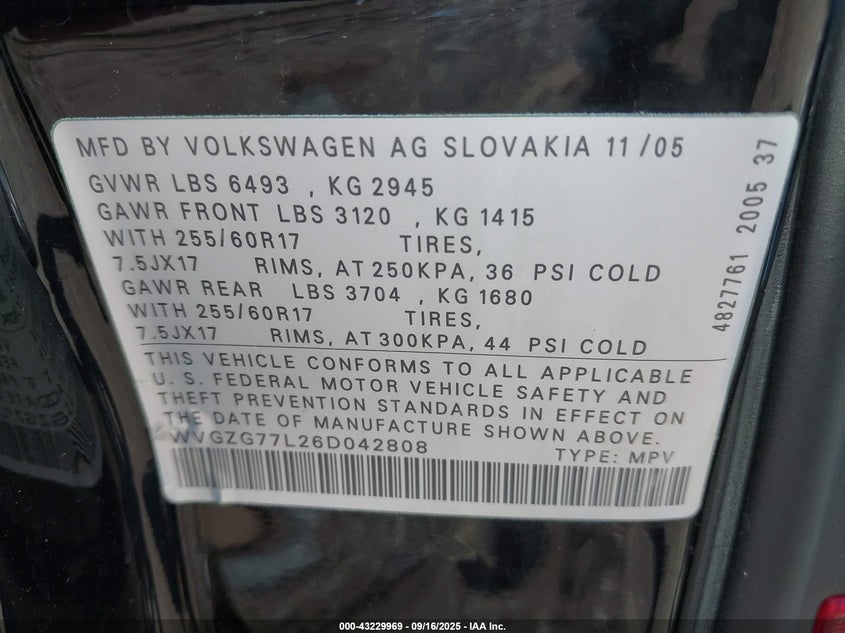 MFD BY VOLKSWAGEN AG SLOVAKIA 11/05
GVWR LBS 6493 , KG 2945
GAWR FRONT LBS 3120 , KG 1415
WITH 255/60R17 TIRES,
7.5JX17 RIMS, AT 250KPA, 36 PSI COLD
GAWR REAR LBS 3704 , KG 1680
WITH 255/60R17 TIRES,
7.5JX17 RIMS, AT 300KPA, 44 PSI COLD
THIS VEHICLE CONFORMS TO ALL APPLICABLE
U. S. FEDERAL MOTOR VEHICLE SAFETY AND
THEFT PREVENTION STANDARDS IN EFFECT ON
THE DATE OF MANUFACTURE SHOWN ABOVE.
WVGZG77L26D042808 TYPE: MPV
4827761 2005 37
000-43229969 - 09/16/2025 - IAA Inc.